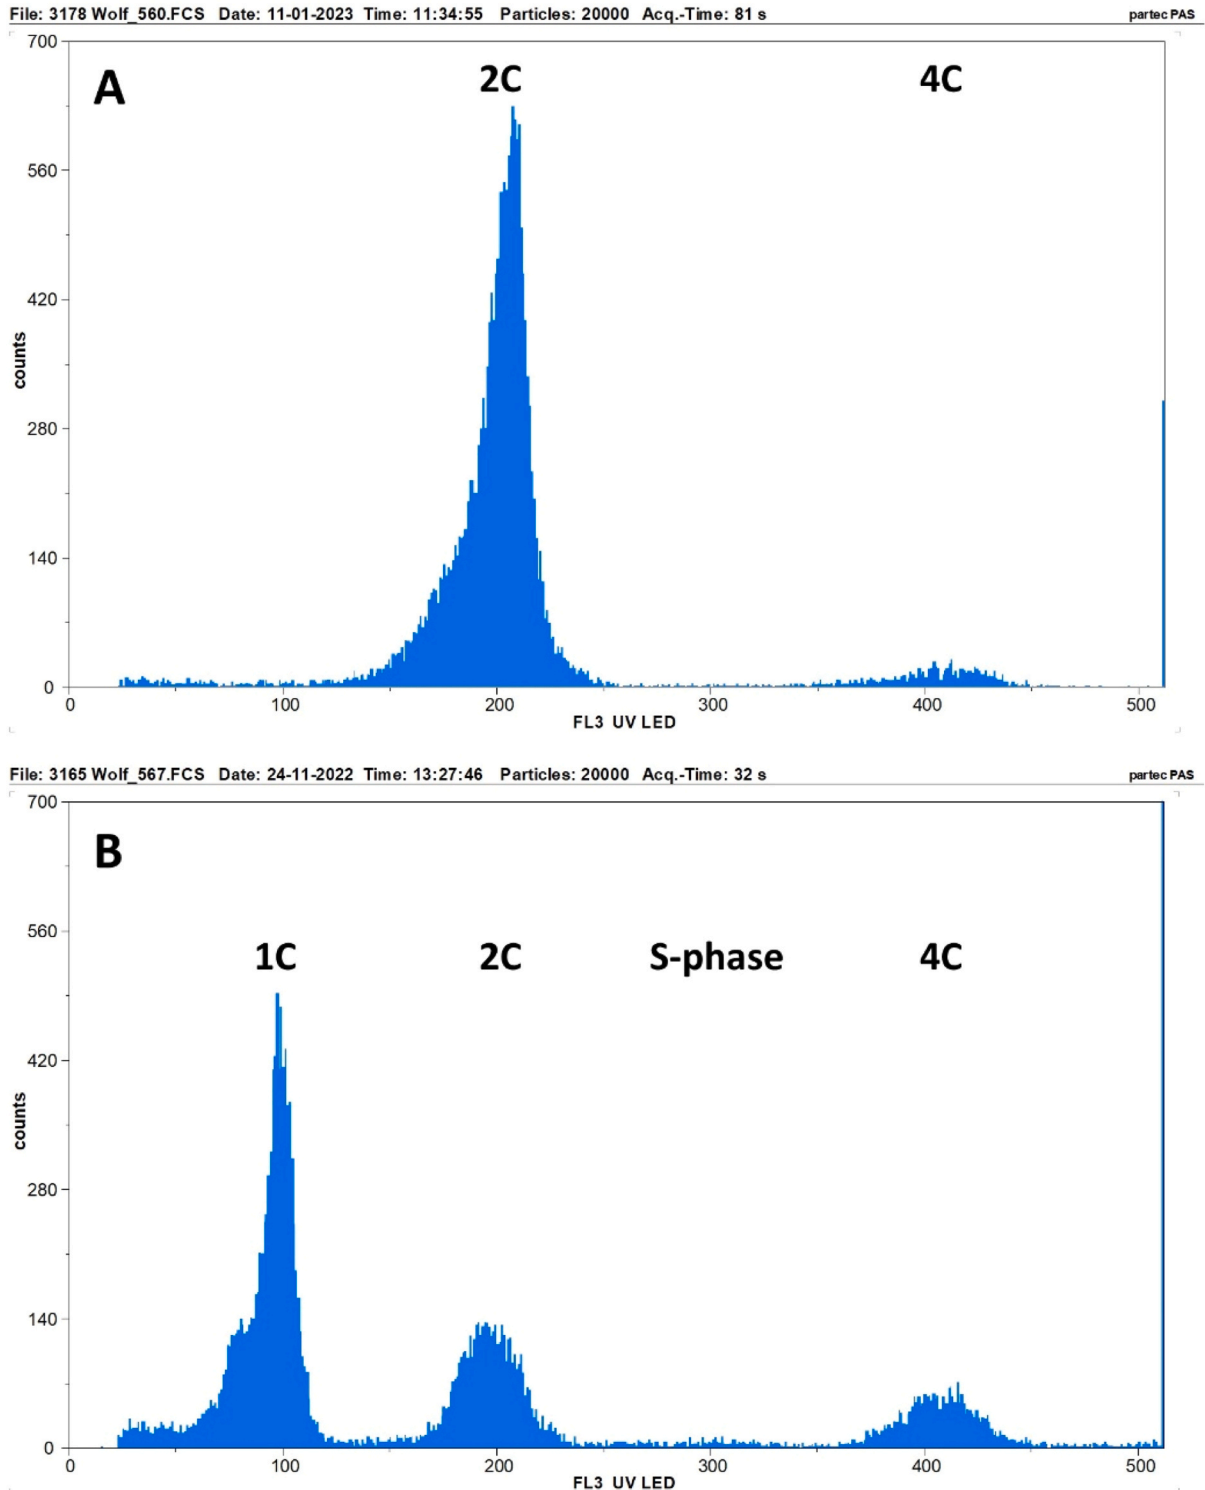 File: 3178 Wolf_560.FCS Date: 11-01-2023 Time: 11:34:55 Particles: 20000 Acq.-Time: 81 s partec PAS
700
A 2C 4C
560
420
counts
280
140
0
0 100 200 300 400 500
FL3 UV LED
File: 3165 Wolf_567.FCS Date: 24-11-2022 Time: 13:27:46 Particles: 20000 Acq.-Time: 32 s partec PAS
700
B
560
1C 2C S-phase 4C
420
counts
280
140
0
0 100 200 300 400 500
FL3 UV LED